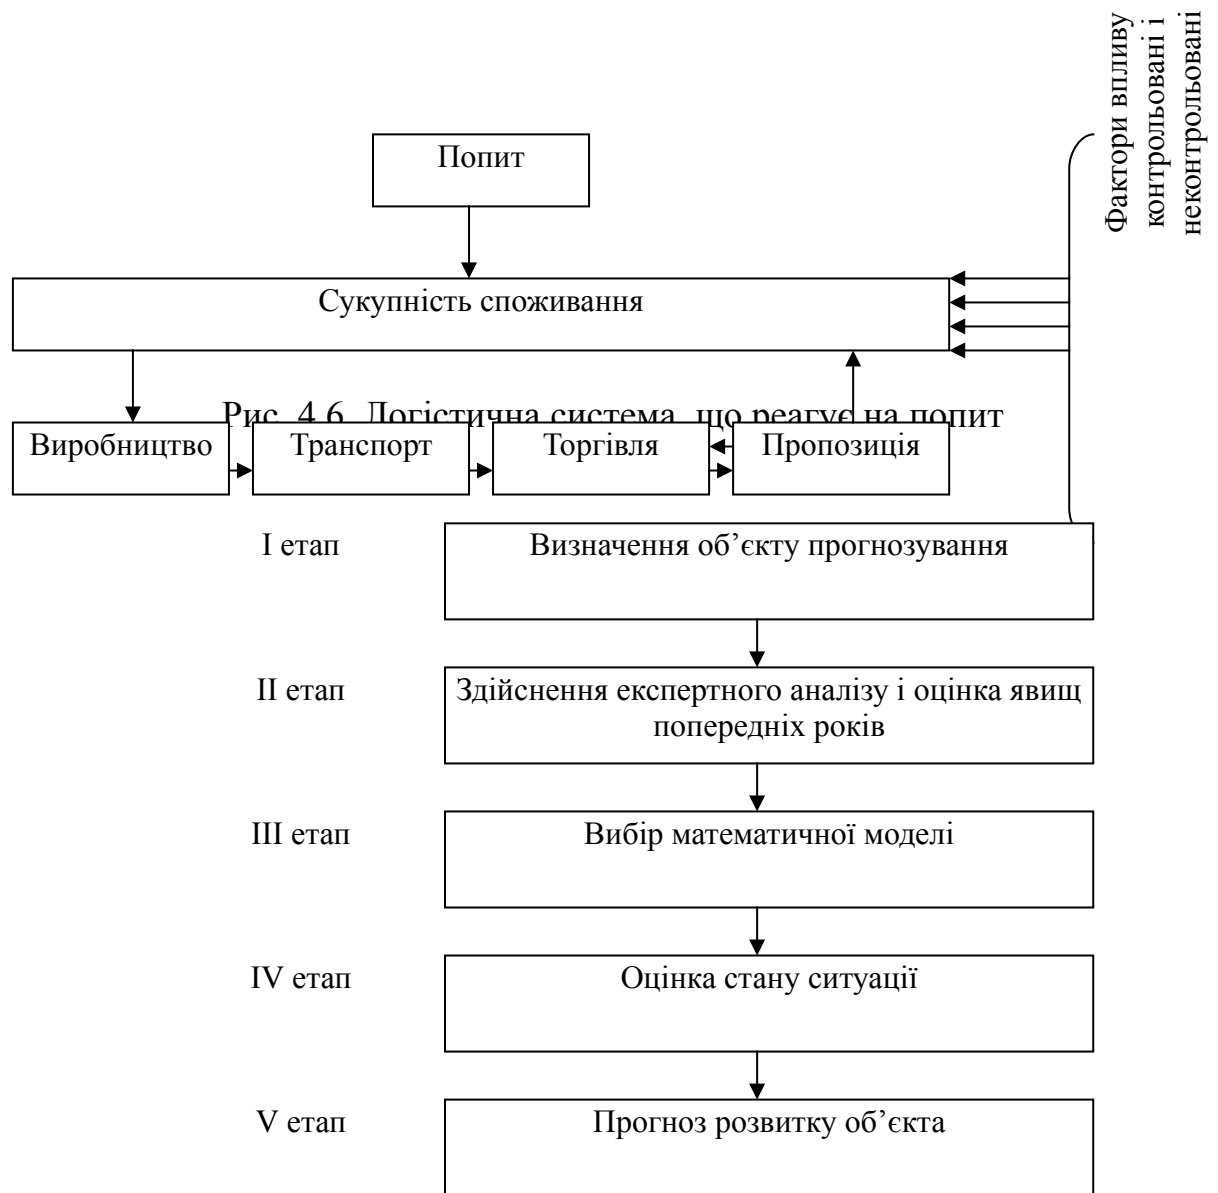 Фактори впливу
контрольовані і
неконтрольовані
Попит
Сукупність споживання
Рис. 4.6. Логістична система, що реагує на попит
Виробництво
Транспорт
Торгівля
Пропозиція
I етап
Визначення об’єкту прогнозування
II етап
Здійснення експертного аналізу і оцінка явищ
попередніх років
III етап
Вибір математичної моделі
IV етап
Оцінка стану ситуації
V етап
Прогноз розвитку об’єкта